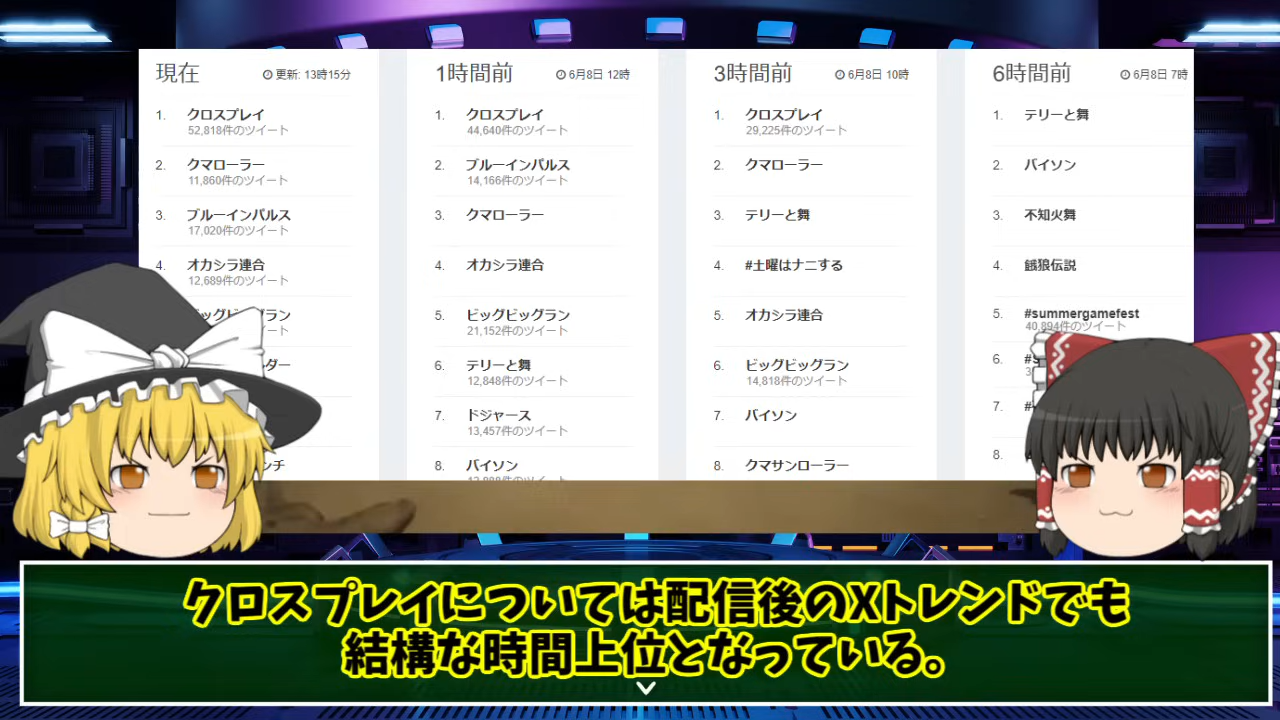 現在
更新: 13時15分
1. クロスプレイ
52,818件のツイート
2. クマローラー
11,860件のツイート
3. ブルーインパルス
17,020件のツイート
4. オカシラ連合
12,689件のツイート
1時間前
6月8日 12時
1. クロスプレイ
44,640件のツイート
2. ブルーインパルス
14,166件のツイート
3. クマローラー
4. オカシラ連合
5. ビッグビッグラン
21,152件のツイート
6. テリーと舞
12,848件のツイート
7. ドジャース
13,457件のツイート
8. バイソン
3時間前
6月8日 10時
1. クロスプレイ
29,225件のツイート
2. クマローラー
3. テリーと舞
4. #土曜はナニする
5. オカシラ連合
6. ビッグビッグラン
14,818件のツイート
7. バイソン
8. クマサンローラー
6時間前
6月8日 7時
1. テリーと舞
2. バイソン
3. 不知火舞
4. 餓狼伝説
5. #summergamefest
40,894件のツイート
6.
7.
8.
クロスプレイについては配信後のXトレンドでも
結構な時間上位となっている。